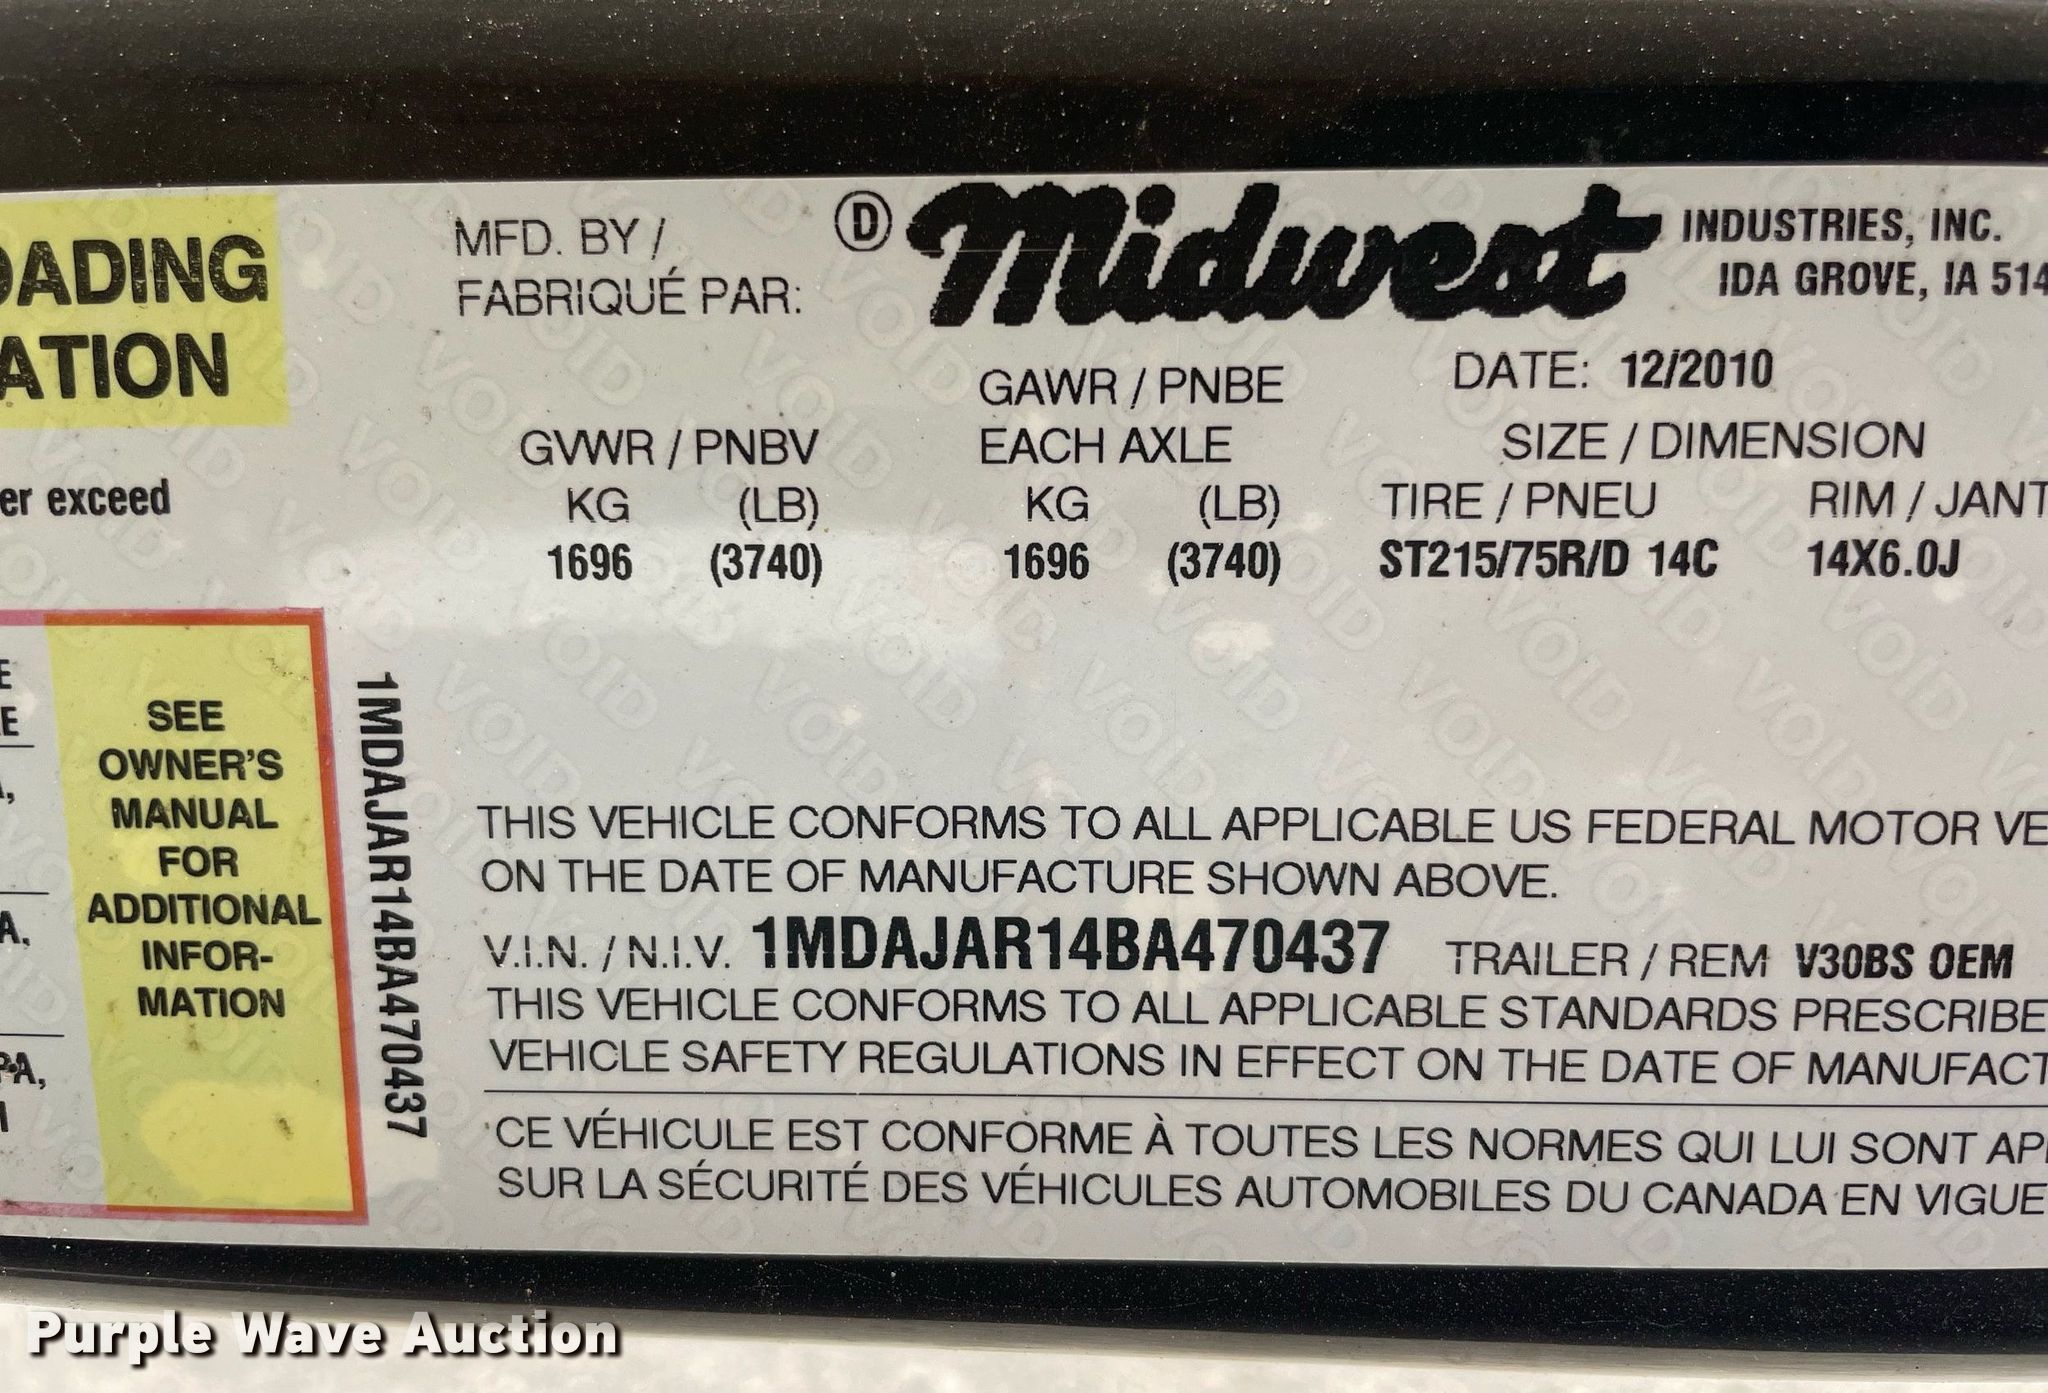 OADING
ATION
er exceed
SEE
OWNER'S
MANUAL
FOR
ADDITIONAL
INFOR-
MATION
1MDAJAR14BA470437
MFD. BY /
FABRIQUÉ PAR:
D Midwest INDUSTRIES, INC.
IDA GROVE, IA 514
DATE: 12/2010
GVWR / PNBV
KG (LB)
1696 (3740)
GAWR / PNBE
EACH AXLE
KG (LB)
1696 (3740)
SIZE / DIMENSION
TIRE / PNEU RIM / JANT
ST215/75R/D 14C 14X6.0J
THIS VEHICLE CONFORMS TO ALL APPLICABLE US FEDERAL MOTOR VE
ON THE DATE OF MANUFACTURE SHOWN ABOVE.
V.I.N. / N.I.V. 1MDAJAR14BA470437 TRAILER / REM V30BS OEM
THIS VEHICLE CONFORMS TO ALL APPLICABLE STANDARDS PRESCRIBE
VEHICLE SAFETY REGULATIONS IN EFFECT ON THE DATE OF MANUFACT
CE VÉHICULE EST CONFORME À TOUTES LES NORMES QUI LUI SONT APP
SUR LA SÉCURITÉ DES VÉHICULES AUTOMOBILES DU CANADA EN VIGUE
Purple Wave Auction